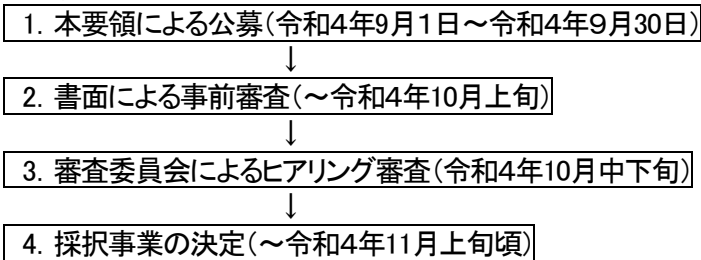 1. 本要領による公募(令和４年9月１日～令和４年９月30日)
↓
2. 書面による事前審査(～令和４年10月上旬)
↓
3. 審査委員会によるヒアリング審査(令和４年10月中下旬)
↓
4. 採択事業の決定(～令和４年11月上旬頃)